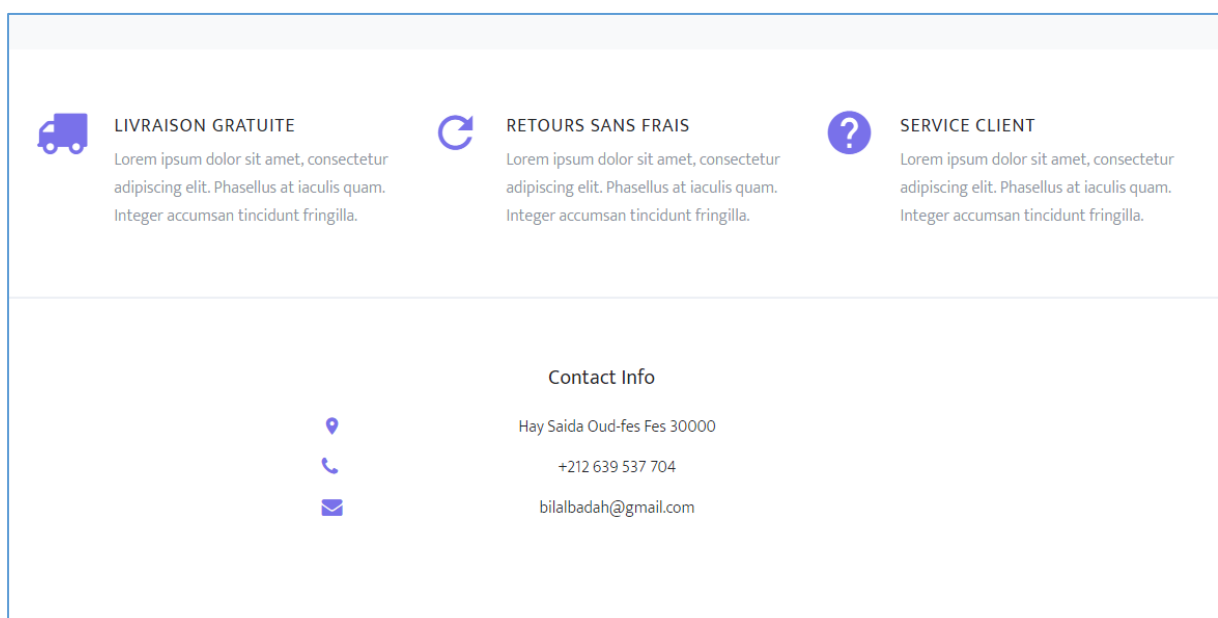 LIVRAISON GRATUITE
Lorem ipsum dolor sit amet, consectetur
adipiscing elit. Phasellus at iaculis quam.
Integer accumsan tincidunt fringilla.
RETOURS SANS FRAIS
Lorem ipsum dolor sit amet, consectetur
adipiscing elit. Phasellus at iaculis quam.
Integer accumsan tincidunt fringilla.
SERVICE CLIENT
Lorem ipsum dolor sit amet, consectetur
adipiscing elit. Phasellus at iaculis quam.
Integer accumsan tincidunt fringilla.
Contact Info
Hay Saida Oud-fes Fes 30000
+212 639 537 704
bilalbadah@gmail.com